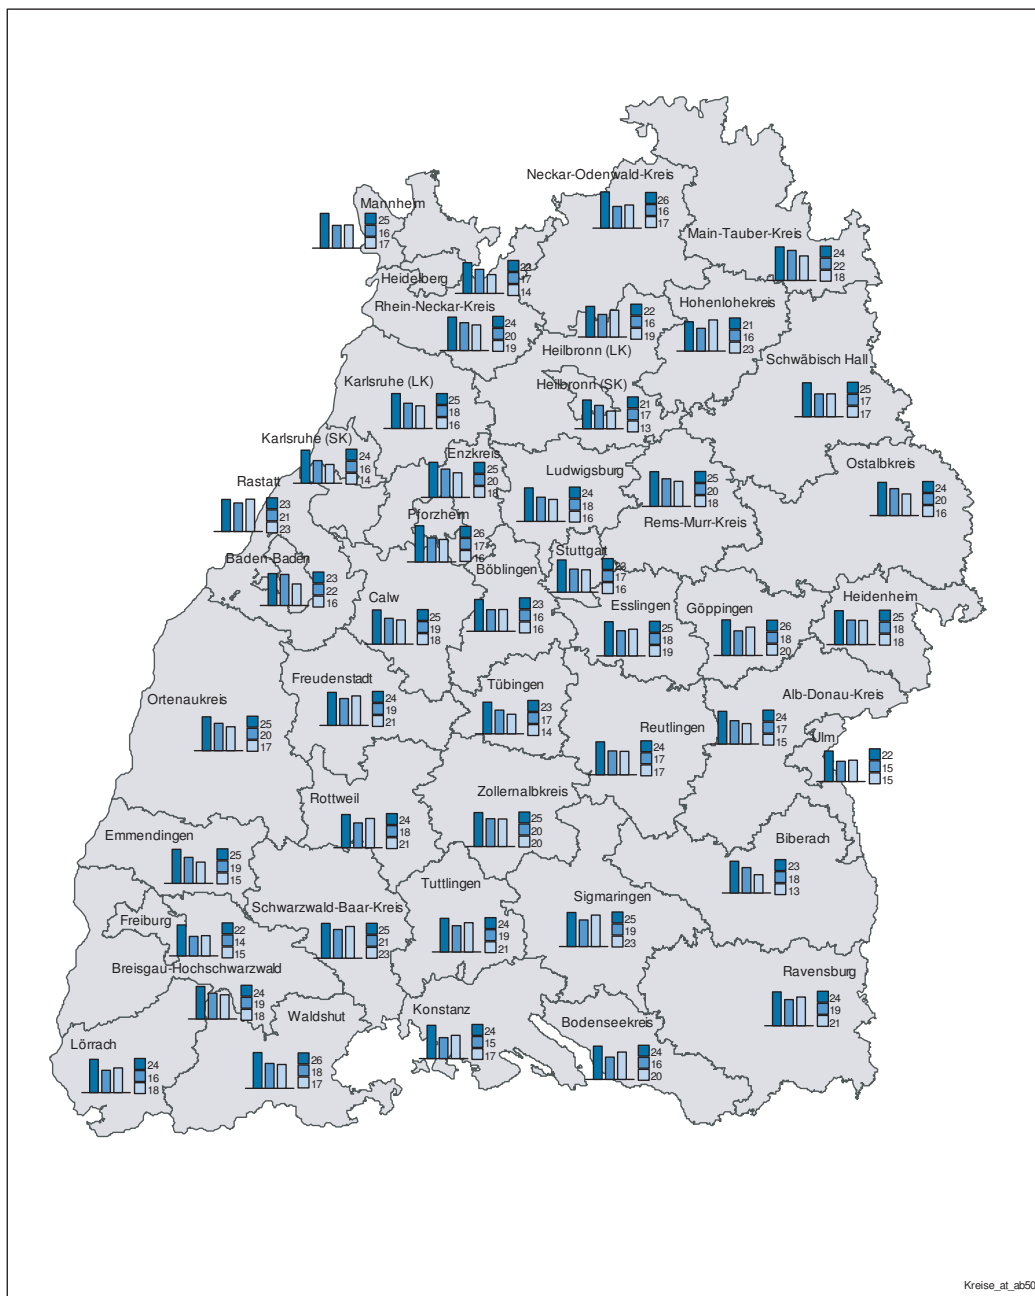 Neckar-Odenwald-Kreis
26
16
17
Mannheim
25
16
17
Main-Tauber-Kreis
24
22
18
Heidelberg
17
14
Rhein-Neckar-Kreis
24
20
19
Heilbronn (LK)
22
16
19
Hohenlohekreis
21
16
23
Schwäbisch Hall
25
17
17
Karlsruhe (LK)
25
18
16
Heilbronn (SK)
21
17
13
Karlsruhe (SK)
24
16
14
Enzkreis
25
20
18
Ludwigsburg
24
18
16
Rems-Murr-Kreis
25
20
18
Ostalbkreis
24
20
16
Rastatt
23
21
23
Pforzheim
26
17
16
Baden-Baden
23
22
16
Böblingen
23
16
16
Stuttgart
23
17
16
Calw
25
19
18
Esslingen
25
18
19
Göppingen
26
18
20
Heidenheim
25
18
18
Freudenstadt
24
19
21
Tübingen
23
17
14
Alb-Donau-Kreis
24
17
15
Ortenaukreis
25
20
17
Reutlingen
24
17
17
Ulm
22
15
15
Rottweil
24
18
21
Zollernalbkreis
25
20
20
Emmendingen
25
19
15
Biberach
23
18
13
Tuttlingen
24
19
21
Sigmaringen
25
19
23
Freiburg
22
14
15
Schwarzwald-Baar-Kreis
25
21
23
Breisgau-Hochschwarzwald
24
19
18
Ravensburg
24
19
21
Waldshut
26
18
17
Konstanz
24
15
17
Bodenseekreis
24
16
20
Lörrach
24
16
18
Kreise_at_ab50